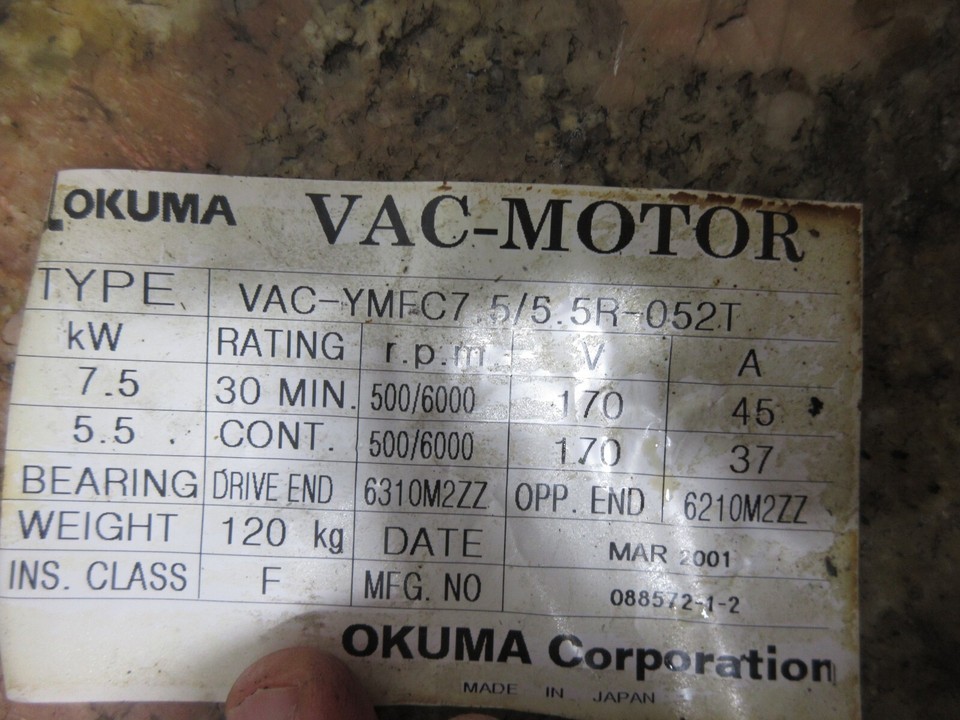 OKUMA VAC-MOTOR
TYPE VAC-YMFC7.5/5.5R-052T
kW RATING r.p.m. V A
7.5 30 MIN. 500/6000 170 45
5.5 CONT. 500/6000 170 37
BEARING DRIVE END 6310M2ZZ OPP. END 6210M2ZZ
WEIGHT 120 kg DATE MAR 2001
INS. CLASS F MFG. NO 088572-1-2
OKUMA Corporation
MADE IN JAPAN